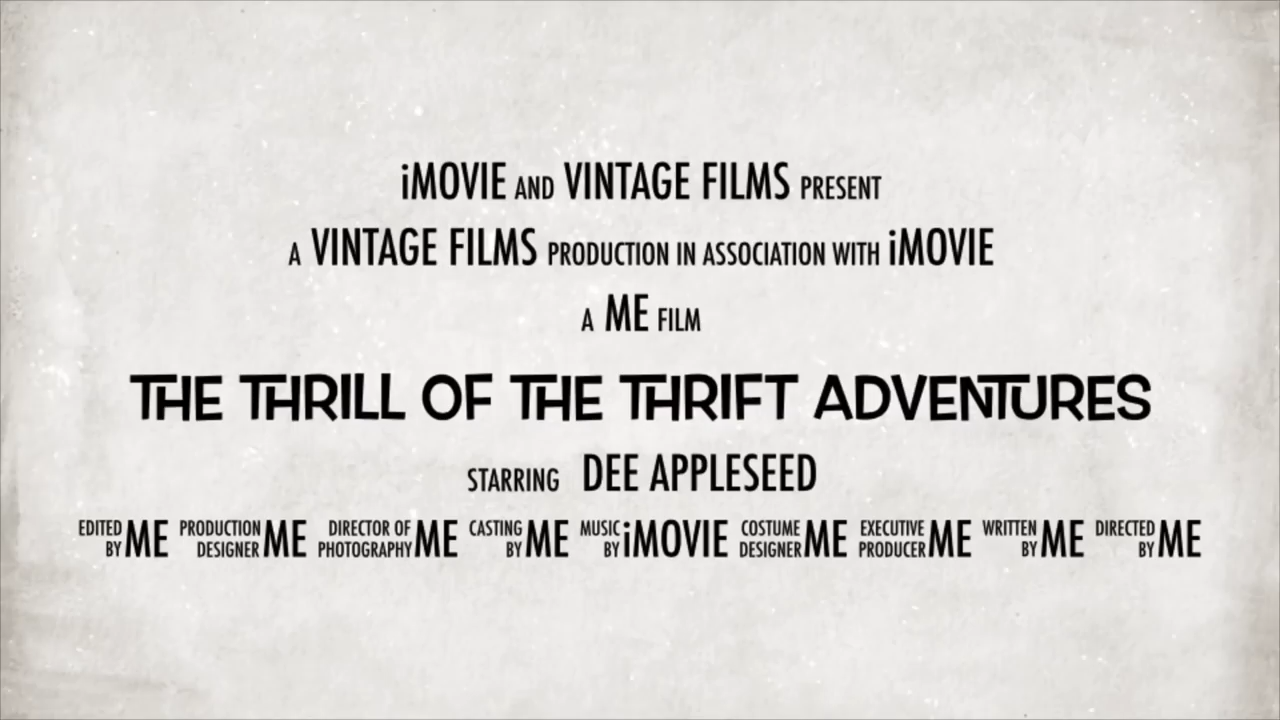 iMOVIE AND VINTAGE FILMS PRESENT
A VINTAGE FILMS PRODUCTION IN ASSOCIATION WITH iMOVIE
A ME FILM
THE THRILL OF THE THRIFT ADVENTURES
STARRING DEE APPLESEED
EDITED BY ME PRODUCTION DESIGNER ME DIRECTOR OF PHOTOGRAPHY ME CASTING BY ME MUSIC BY iMOVIE COSTUME DESIGNER ME EXECUTIVE PRODUCER ME WRITTEN BY ME DIRECTED BY ME